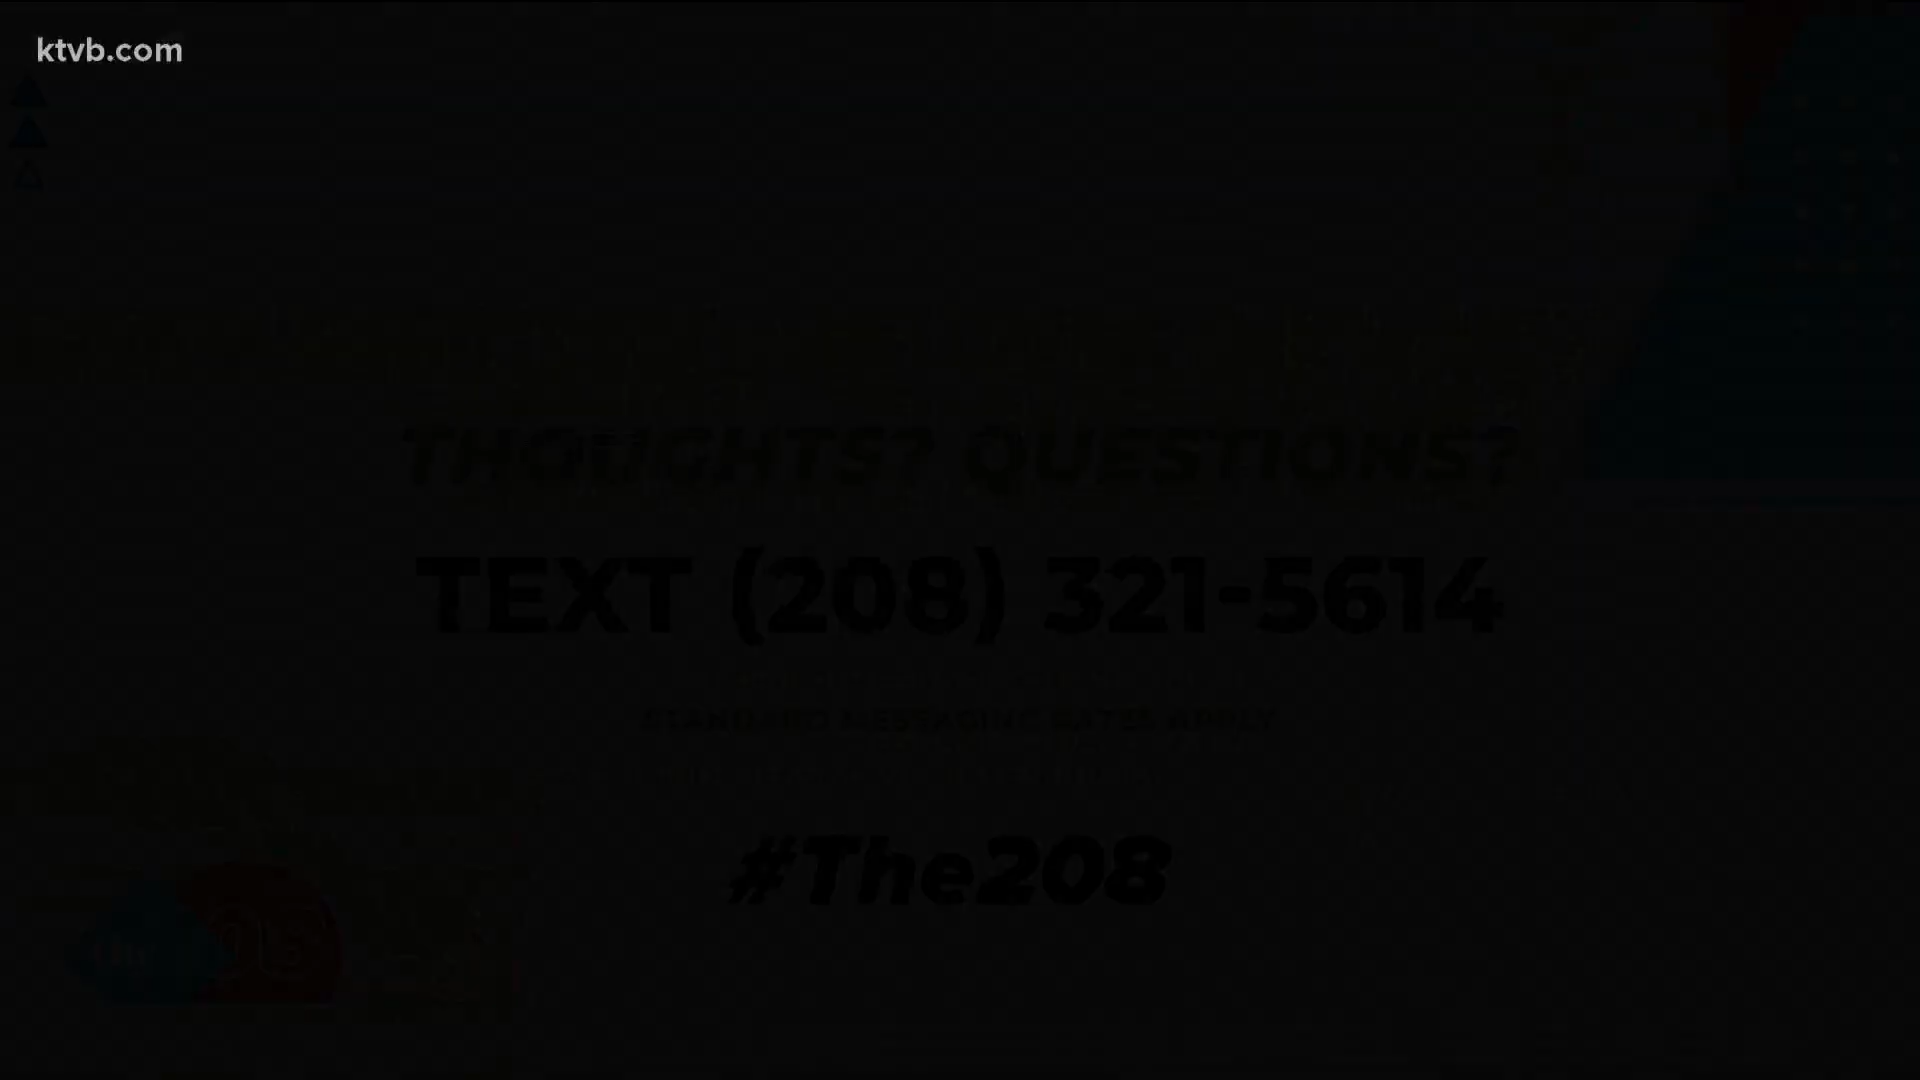 ktvb.com
THOUGHTS? QUESTIONS?
TEXT (208) 321-5614
STANDARD MESSAGING RATES APPLY
#The208